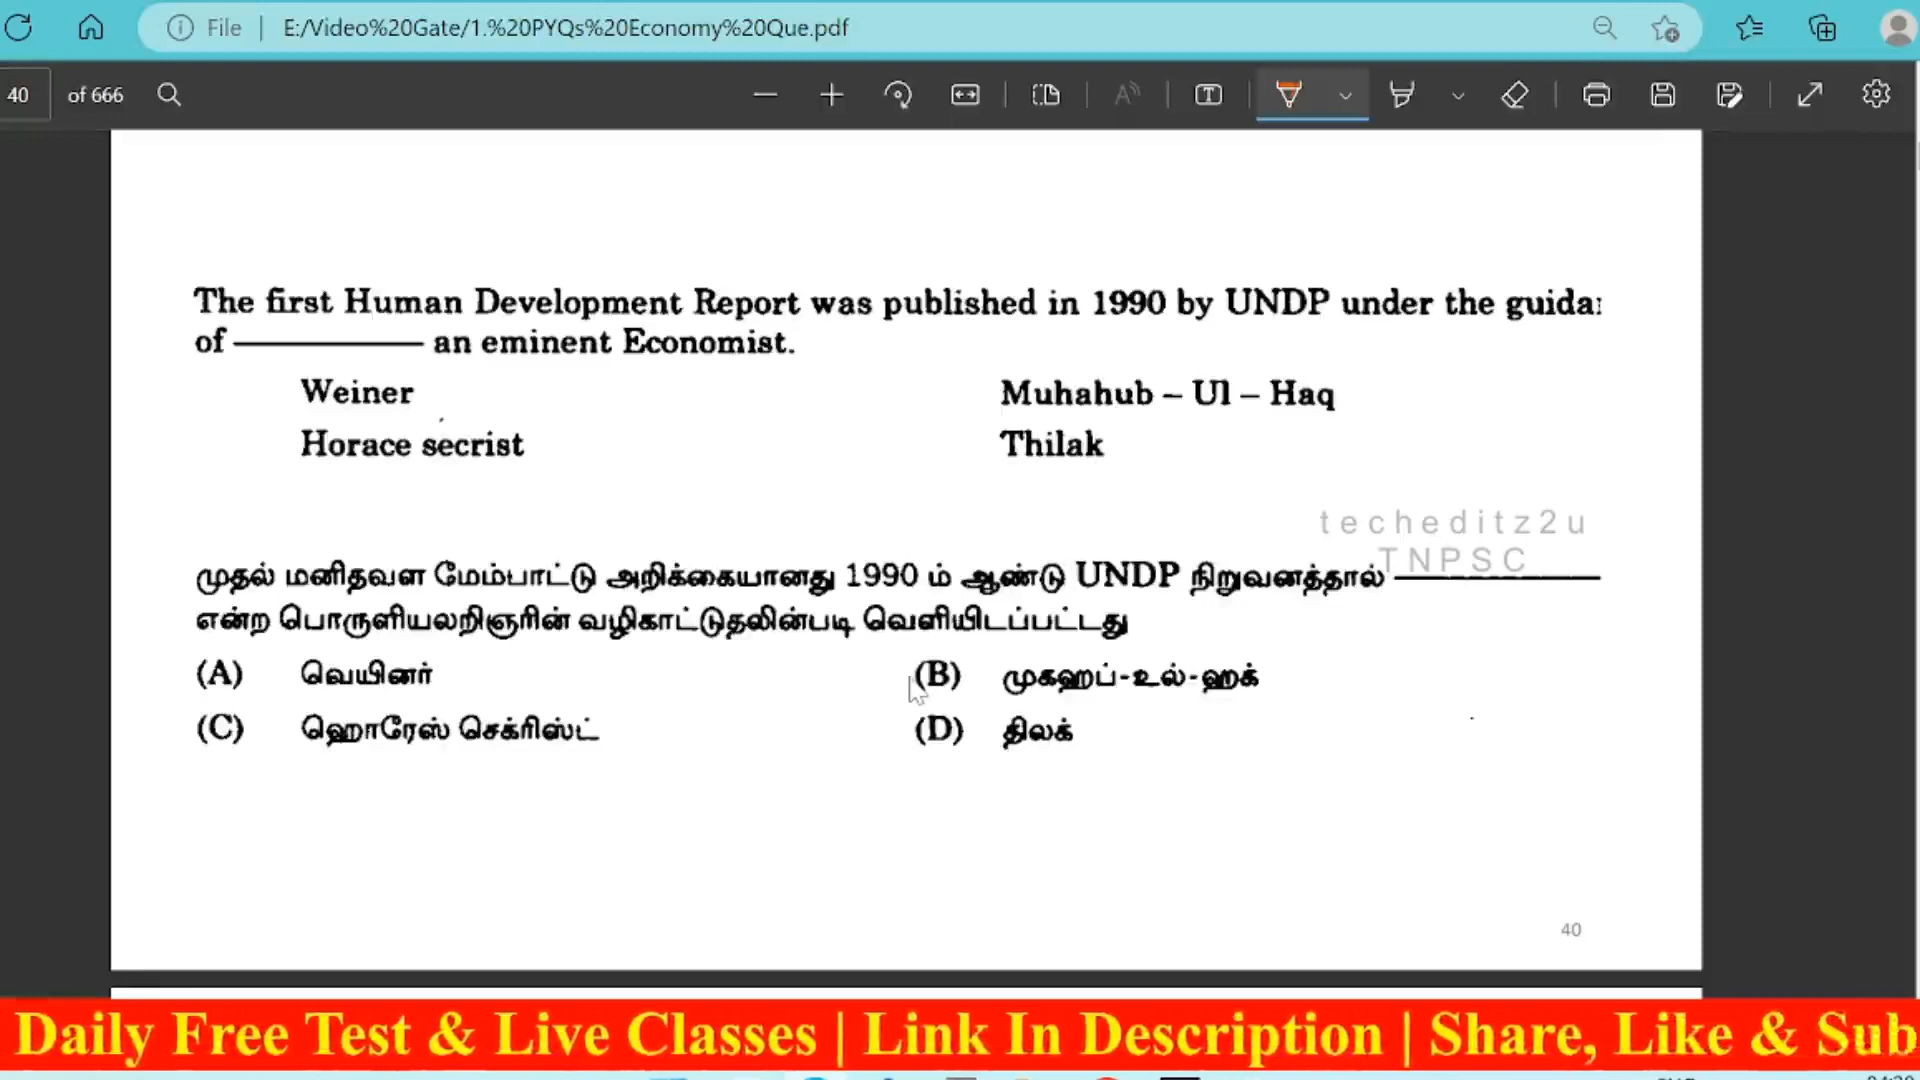 File
E:/Video%20Gate/1.%20PYQs%20Economy%20Que.pdf
40 of 666
The first Human Development Report was published in 1990 by UNDP under the guida
of ———— an eminent Economist.
Weiner Muhahub – Ul – Haq
Horace secrist Thilak
techeditz2u
TNPSC
முதல் மனிதவள மேம்பாட்டு அறிக்கையானது 1990 ம் ஆண்டு UNDP நிறுவனத்தால் ————
என்ற பொருளியலறிஞரின் வழிகாட்டுதலின்படி வெளியிடப்பட்டது
(A) வெயினர் (B) முகஹப்-உல்-ஹக்
(C) ஹொரேஸ் செக்ரிஸ்ட் (D) திலக்
40
Daily Free Test & Live Classes | Link In Description | Share, Like & Sub